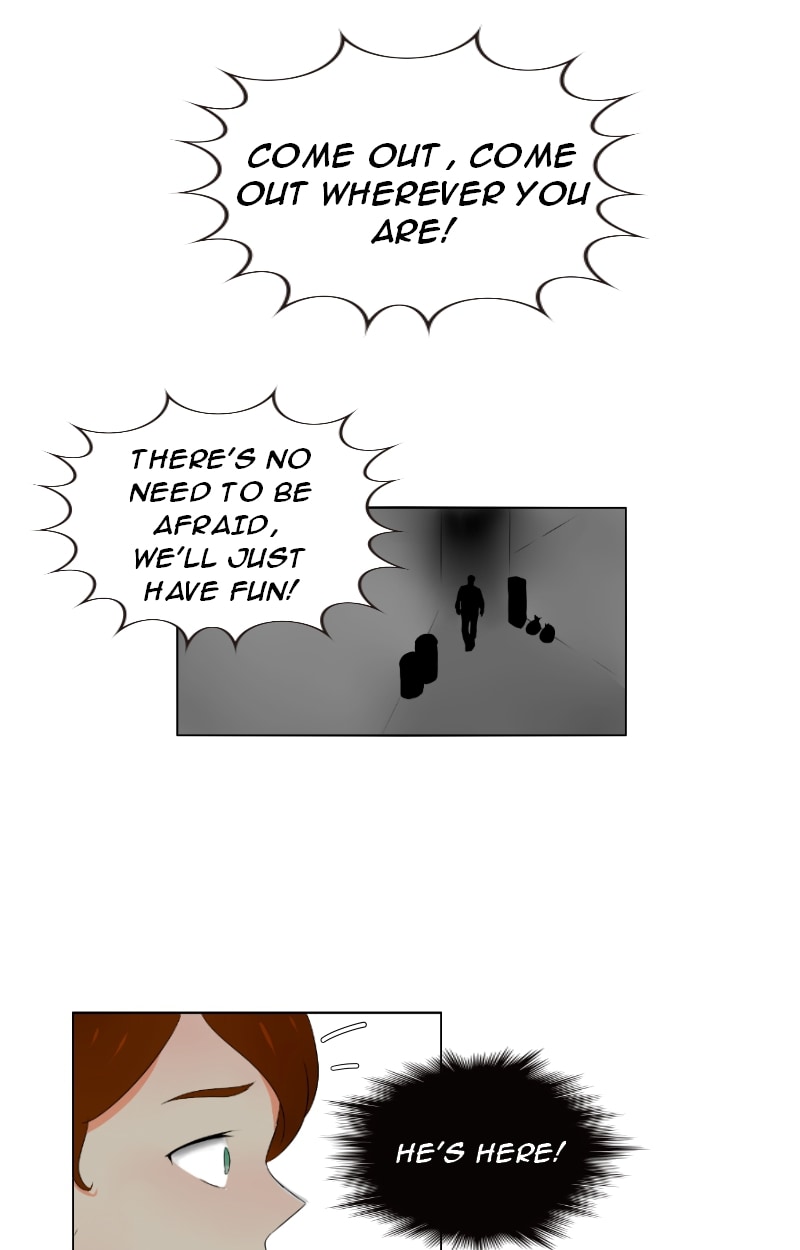 COME OUT, COME
OUT WHEREVER YOU
ARE!
THERE'S NO
NEED TO BE
AFRAID,
WE'LL JUST
HAVE FUN!
HE'S HERE!